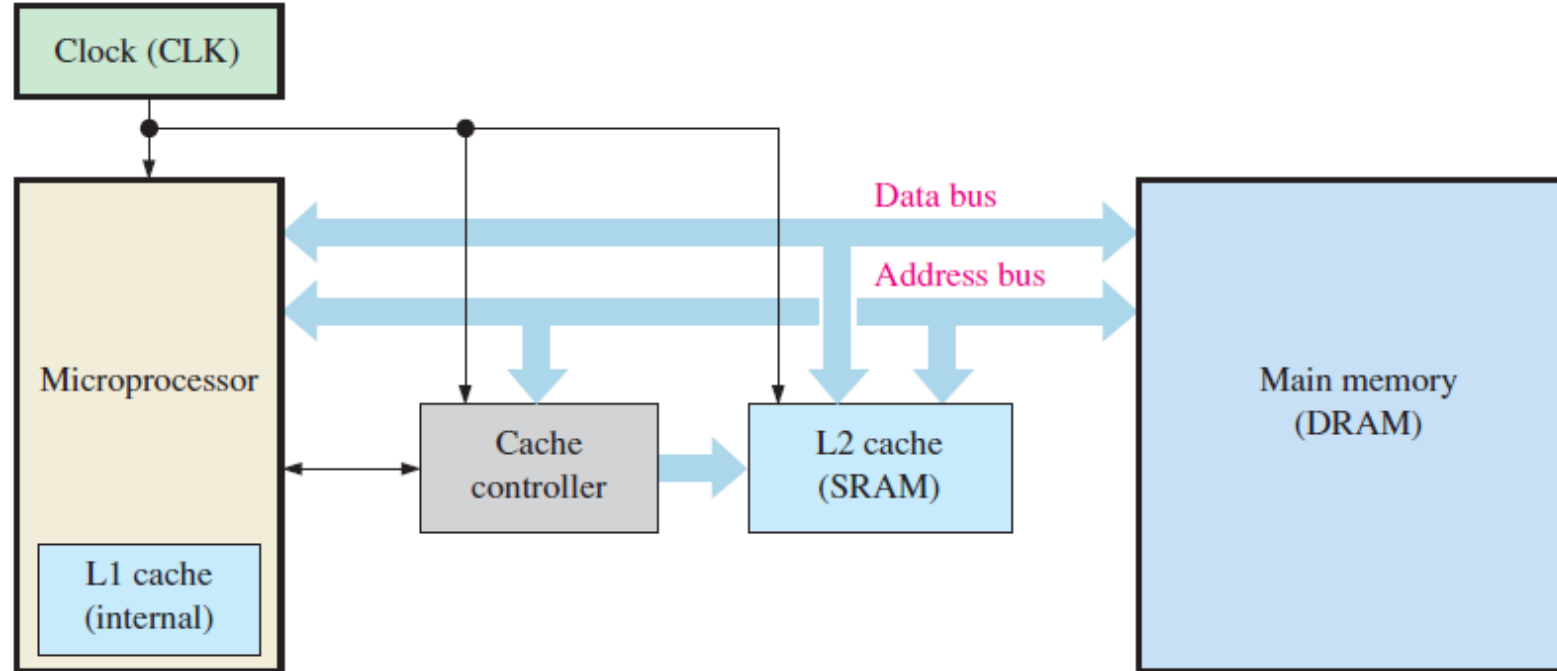 Clock (CLK)
Data bus
Address bus
Microprocessor
Main memory
(DRAM)
Cache
controller
L2 cache
(SRAM)
L1 cache
(internal)